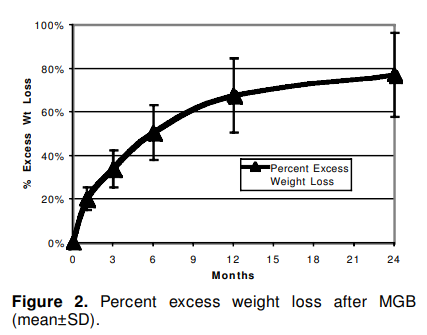 100%
80%
60%
40%
20%
0%
% Excess Wt Loss
Percent Excess
Weight Loss
0 3 6 9 12 15 18 21 24
Months
Figure 2. Percent excess weight loss after MGB
(mean±SD).